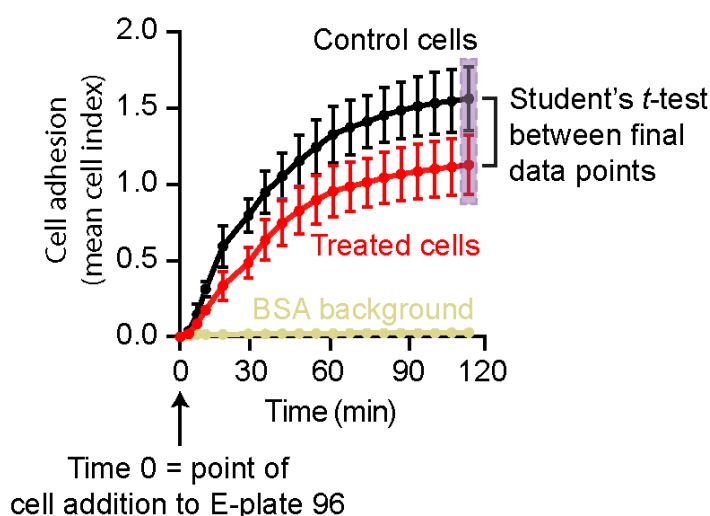 2.0
1.5
1.0
0.5
0.0
Cell adhesion
(mean cell index)
Control cells
Student's t-test
between final
data points
Treated cells
BSA background
0 30 60 90 120
Time (min)
Time 0 = point of
cell addition to E-plate 96